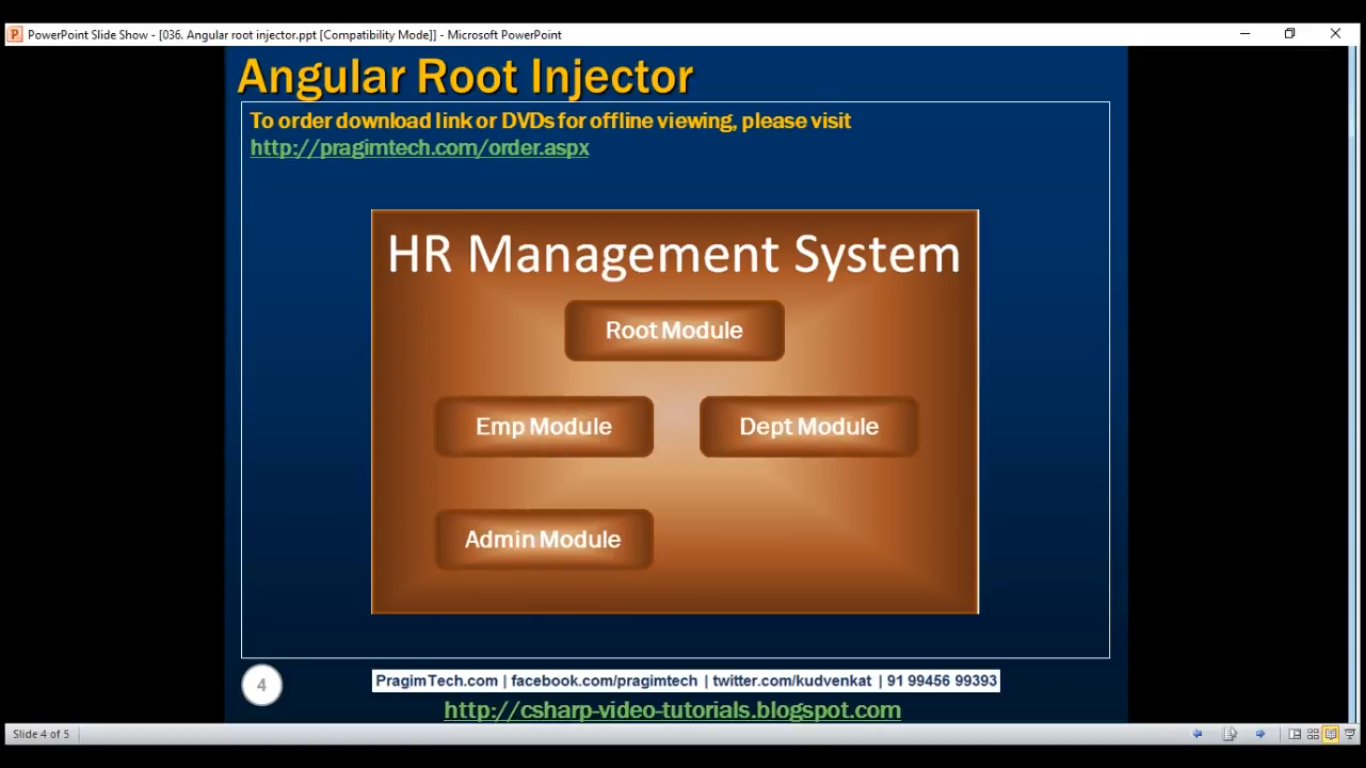 PowerPoint Slide Show - [036. Angular root injector.ppt [Compatibility Mode]] - Microsoft PowerPoint
Angular Root Injector
To order download link or DVDs for offline viewing, please visit
http://pragimtech.com/order.aspx
HR Management System
Root Module
Emp Module
Dept Module
Admin Module
4
PragimTech.com | facebook.com/pragimtech | twitter.com/kudvenkat | 91 99456 99393
http://csharp-video-tutorials.blogspot.com
Slide 4 of 5